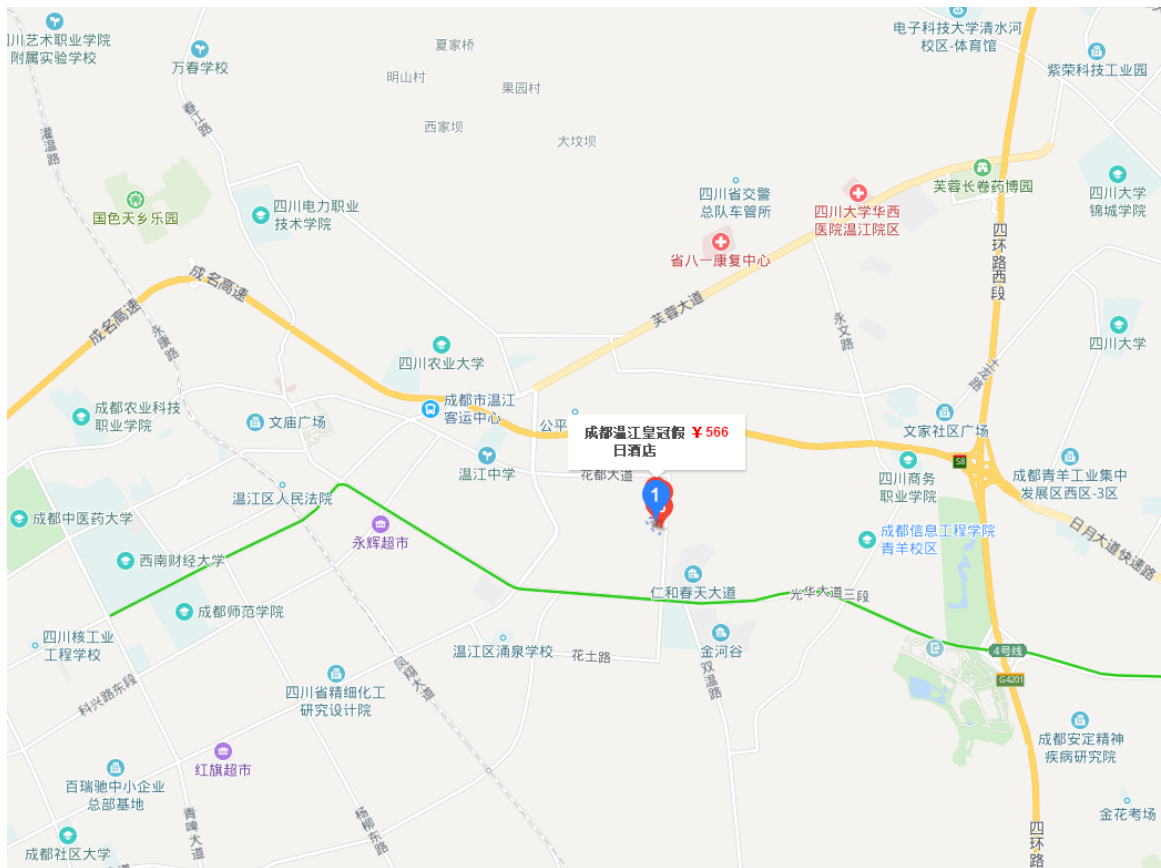 四川艺术职业学院
附属实验学校
万春学校
夏家桥
明山村
果园村
西家坝
大坟坝
电子科技大学清水河
校区-体育馆
紫荣科技工业园
灌温路
春江路
国色天乡乐园
四川电力职业
技术学院
四川省交警
总队车管所
四川大学华西
医院温江院区
芙蓉长卷药博园
四川大学
锦城学院
省八一康复中心
四环路西段
成名高速
成名高速
芙蓉大道
永文路
永康路
四川农业大学
四川大学
土龙路
成都农业科技
职业学院
文庙广场
成都市温江
客运中心
公平
成都温江皇冠假
日酒店
¥566
文家社区广场
温江中学
花都大道
四川商务
职业学院
S8
成都青羊工业集中
发展区西区-3区
温江区人民法院
1
成都中医药大学
永辉超市
成都信息工程学院
青羊校区
日月大道快速路
西南财经大学
仁和春天大道
光华大道三段
成都师范学院
四川核工业
工程学校
温江区涌泉学校
花土路
金河谷
4号线
G4201
双温路
凤翔大道
科兴路东段
四川省精细化工
研究设计院
成都安定精神
疾病研究院
红旗超市
百瑞驰中小企业
总部基地
青啤大道
杨柳东路
金花考场
成都社区大学
四环路